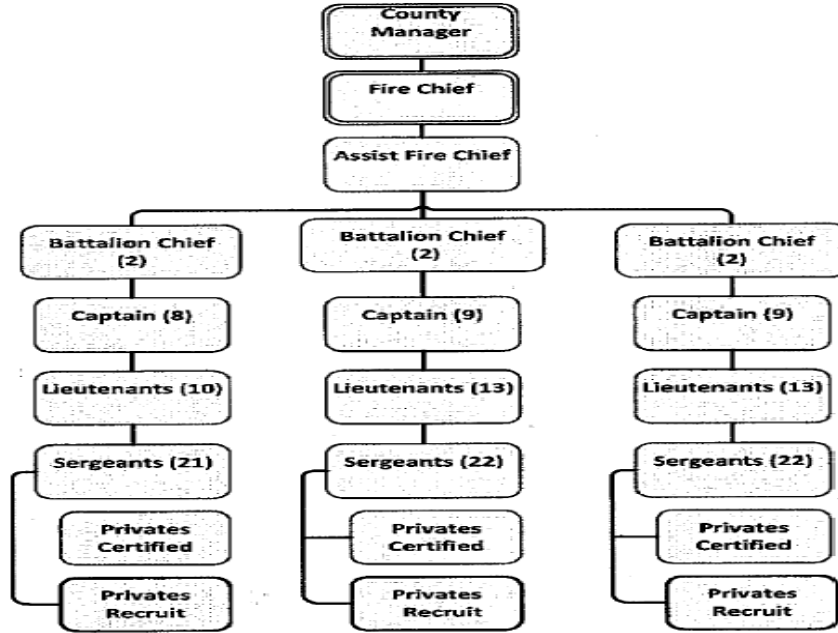 County
Manager
Fire Chief
Assist Fire Chief
Battalion Chief
(2)
Battalion Chief
(2)
Battalion Chief
(2)
Captain (8)
Captain (9)
Captain (9)
Lieutenants (10)
Lieutenants (13)
Lieutenants (13)
Sergeants (21)
Sergeants (22)
Sergeants (22)
Privates
Certified
Privates
Certified
Privates
Certified
Privates
Recruit
Privates
Recruit
Privates
Recruit